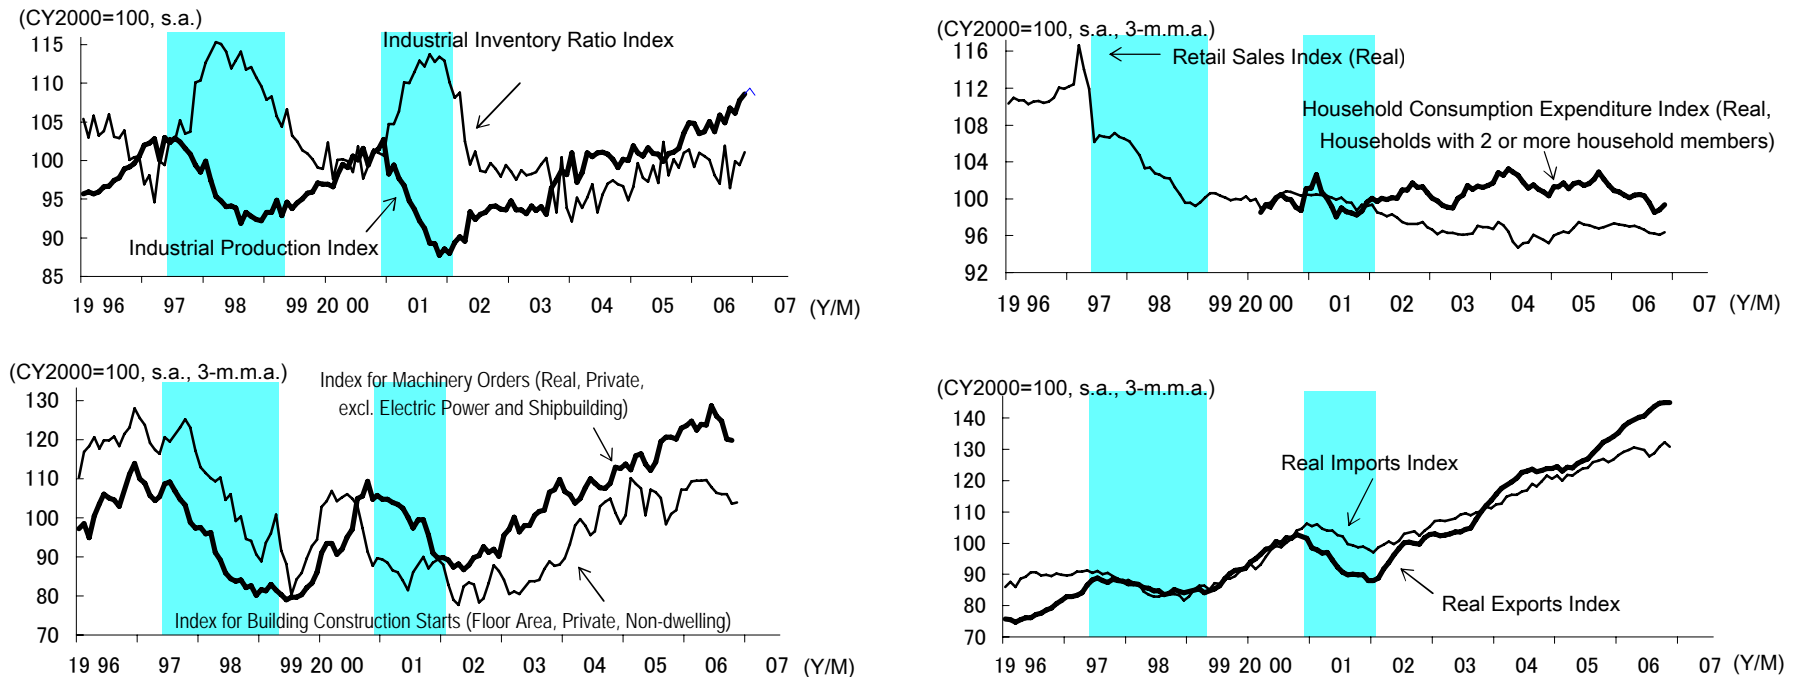 (CY2000=100, s.a.)
115
110
105
100
95
90
85
Industrial Inventory Ratio Index
Industrial Production Index
19 96 97 98 99 20 00 01 02 03 04 05 06 07 (Y/M)
(CY2000=100, s.a., 3-m.m.a.)
116
112
108
104
100
96
92
Retail Sales Index (Real)
Household Consumption Expenditure Index (Real,
Households with 2 or more household members)
19 96 97 98 99 20 00 01 02 03 04 05 06 07 (Y/M)
(CY2000=100, s.a., 3-m.m.a.)
130
120
110
100
90
80
70
Index for Machinery Orders (Real, Private,
excl. Electric Power and Shipbuilding)
Index for Building Construction Starts (Floor Area, Private, Non-dwelling)
19 96 97 98 99 20 00 01 02 03 04 05 06 07 (Y/M)
(CY2000=100, s.a., 3-m.m.a.)
140
130
120
110
100
90
80
70
Real Imports Index
Real Exports Index
19 96 97 98 99 20 00 01 02 03 04 05 06 07 (Y/M)